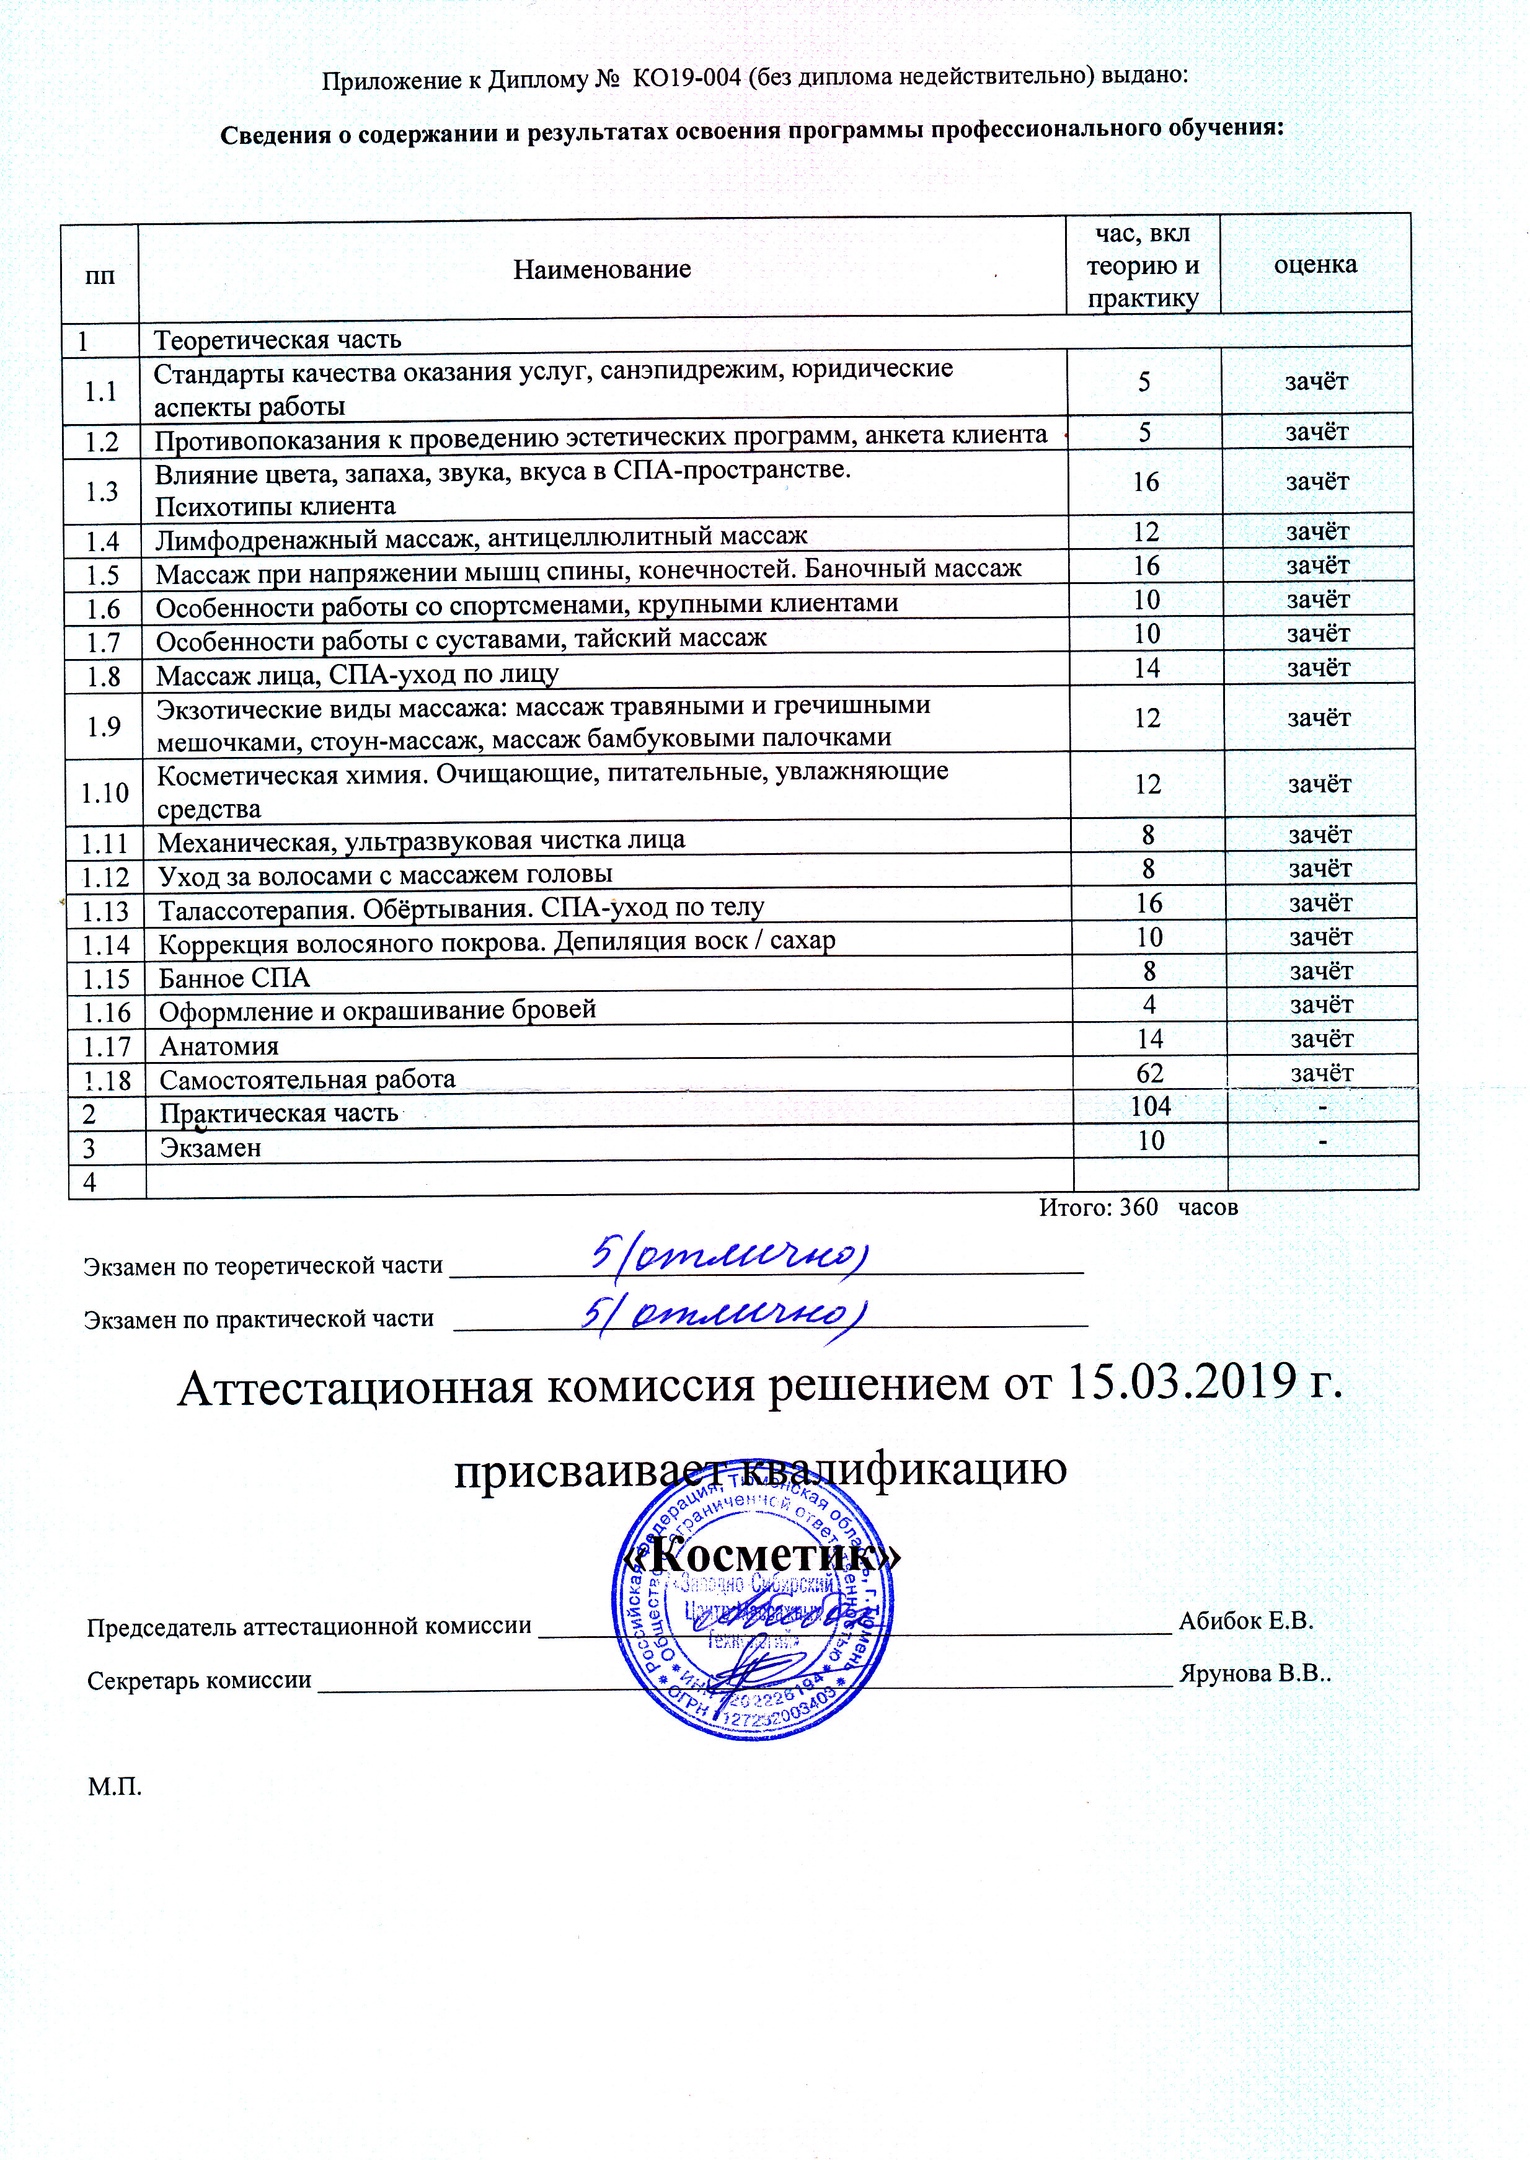 Приложение к Диплому № КО19-004 (без диплома недействительно) выдано:
Сведения о содержании и результатах освоения программы профессионального обучения:
пп Наименование час, вкл теорию и практику оценка
1 Теоретическая часть
1.1 Стандарты качества оказания услуг, санэпидрежим, юридические аспекты работы 5 зачёт
1.2 Противопоказания к проведению эстетических программ, анкета клиента 5 зачёт
1.3 Влияние цвета, запаха, звука, вкуса в СПА-пространстве. Психотипы клиента 16 зачёт
1.4 Лимфодренажный массаж, антицеллюлитный массаж 12 зачёт
1.5 Массаж при напряжении мышц спины, конечностей. Баночный массаж 16 зачёт
1.6 Особенности работы со спортсменами, крупными клиентами 10 зачёт
1.7 Особенности работы с суставами, тайский массаж 10 зачёт
1.8 Массаж лица, СПА-уход по лицу 14 зачёт
1.9 Экзотические виды массажа: массаж травяными и гречишными мешочками, стоун-массаж, массаж бамбуковыми палочками 12 зачёт
1.10 Косметическая химия. Очищающие, питательные, увлажняющие средства 12 зачёт
1.11 Механическая, ультразвуковая чистка лица 8 зачёт
1.12 Уход за волосами с массажем головы 8 зачёт
1.13 Талассотерапия. Обёртывания. СПА-уход по телу 16 зачёт
1.14 Коррекция волосяного покрова. Депиляция воск / сахар 10 зачёт
1.15 Банное СПА 8 зачёт
1.16 Оформление и окрашивание бровей 4 зачёт
1.17 Анатомия 14 зачёт
1.18 Самостоятельная работа 62 зачёт
2 Практическая часть 104 -
3 Экзамен 10 -
4
Итого: 360 часов
Экзамен по теоретической части 5 (отлично)
Экзамен по практической части 5 (отлично)
Аттестационная комиссия решением от 15.03.2019 г.
присваивает квалификацию
«Косметик»
Председатель аттестационной комиссии Абибок Е.В.
Секретарь комиссии Ярунова В.В..
Российская Федерация, Тюменская область, г. Тюмень
Общество с ограниченной ответственностью
«Западно-Сибирский
Центр Массажных
Технологий»
ОГРН 1127232003403
М.П.